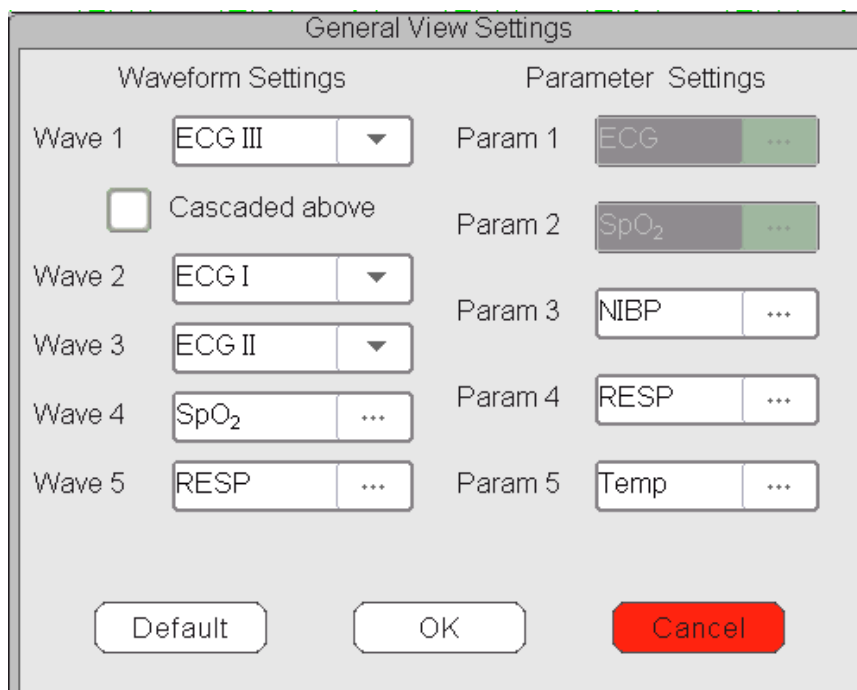 General View Settings
Waveform Settings
Wave 1 ECG III
Cascaded above
Wave 2 ECG I
Wave 3 ECG II
Wave 4 SpO₂ ...
Wave 5 RESP ...
Parameter Settings
Param 1 ECG ...
Param 2 SpO₂ ...
Param 3 NIBP ...
Param 4 RESP ...
Param 5 Temp ...
Default OK Cancel